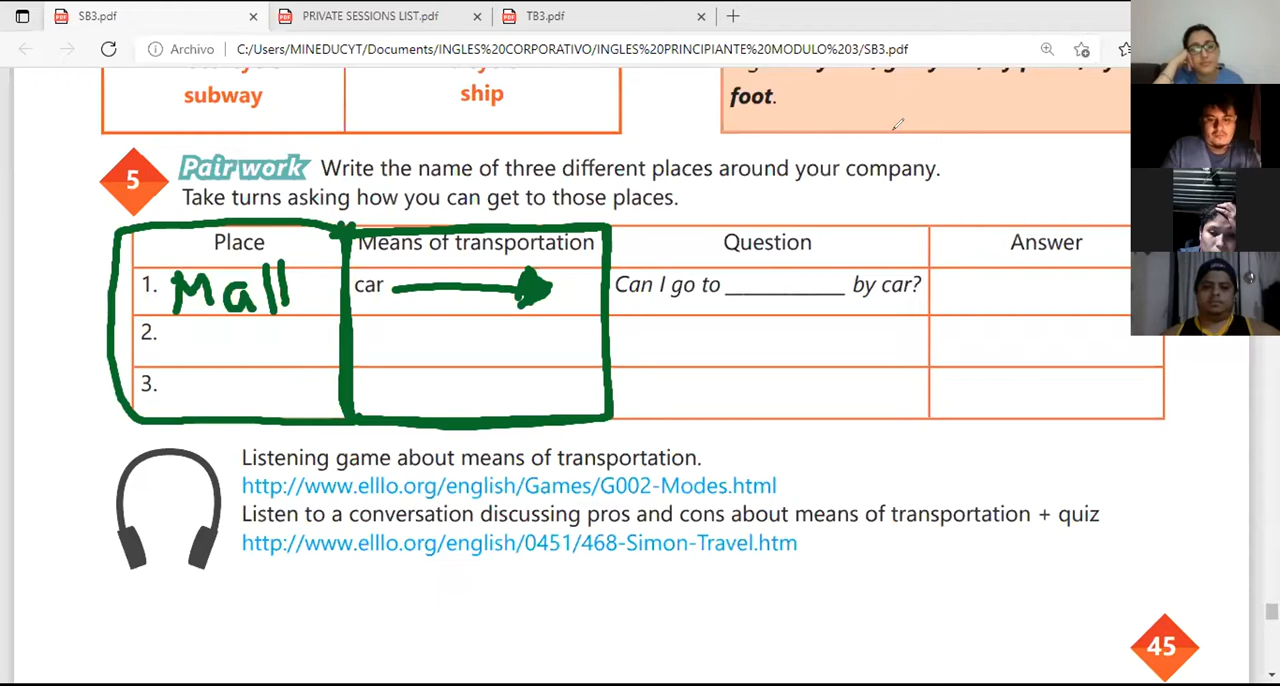 SB3.pdf
PRIVATE SESSIONS LIST.pdf
TB3.pdf
Archivo
C:/Users/MINEDUCYT/Documents/INGLES%20CORPORATIVO/INGLES%20PRINCIPIANTE%20MODULO%203/SB3.pdf
subway
ship
foot.
5
Pair work Write the name of three different places around your company.
Take turns asking how you can get to those places.
Place Means of transportation Question Answer
1. Mall car Can I go to ___________ by car?
2.
3.
Listening game about means of transportation.
http://www.elllo.org/english/Games/G002-Modes.html
Listen to a conversation discussing pros and cons about means of transportation + quiz
http://www.elllo.org/english/0451/468-Simon-Travel.htm
45